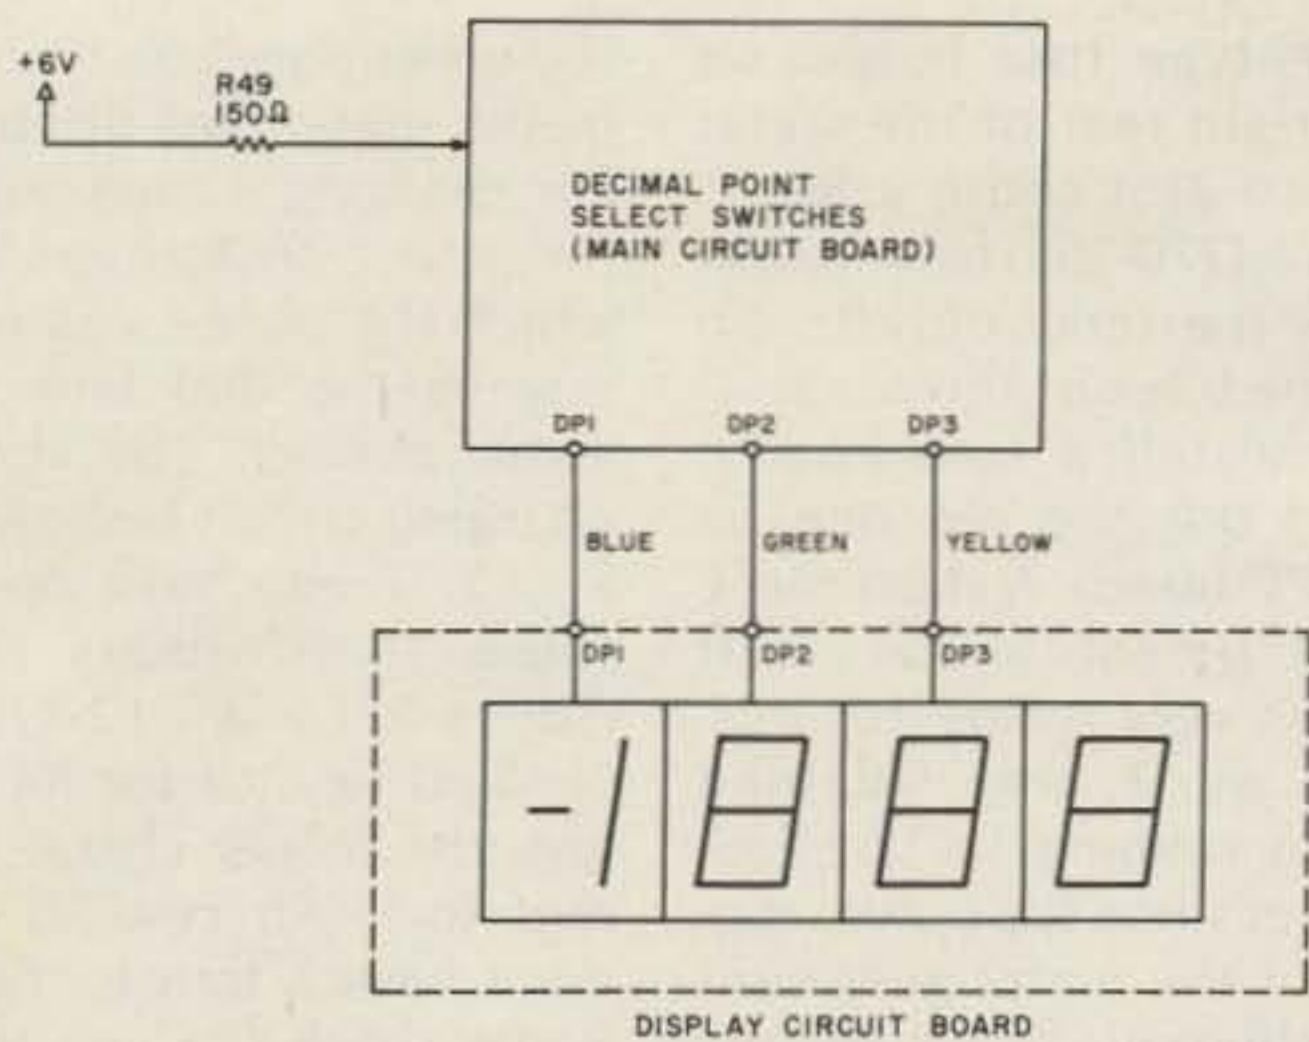 +6V
R49
150Ω
DECIMAL POINT
SELECT SWITCHES
(MAIN CIRCUIT BOARD)
DP1 DP2 DP3
BLUE GREEN YELLOW
DP1 DP2 DP3
-1888
DISPLAY CIRCUIT BOARD